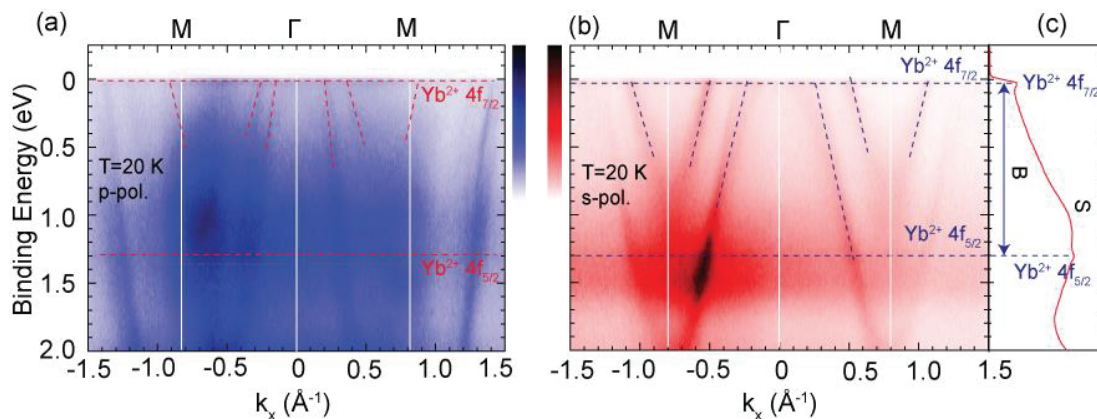 (a) M Γ M
Binding Energy (eV)
0
0.5
1.0
1.5
2.0
Yb²⁺ 4f₇/₂
T=20 K
p-pol.
Yb²⁺ 4f₅/₂
-1.5 -1.0 -0.5 0 0.5 1.0 1.5
kₓ (Å⁻¹)
(b) M Γ M
Yb²⁺ 4f₇/₂
T=20 K
s-pol.
Yb²⁺ 4f₅/₂
-1.5 -1.0 -0.5 0 0.5 1.0 1.5
kₓ (Å⁻¹)
(c)
Yb²⁺ 4f₇/₂
B
S
Yb²⁺ 4f₅/₂